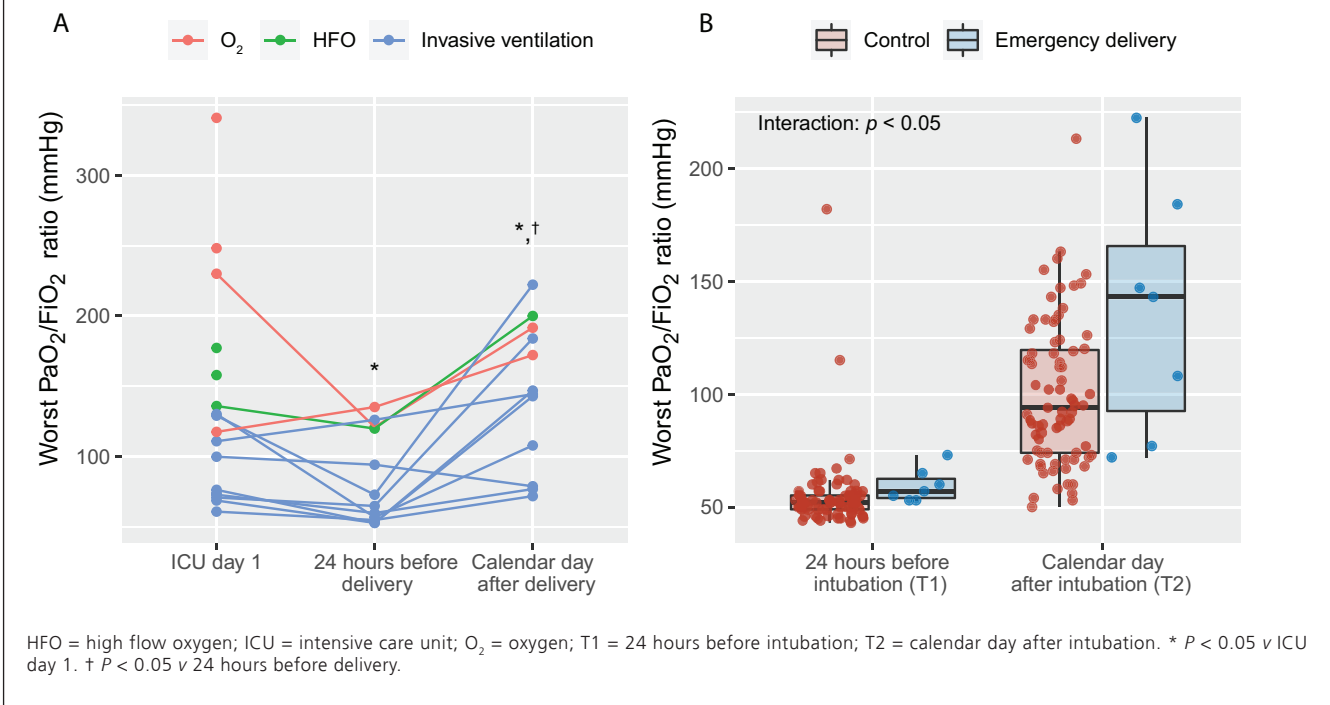 A
O₂ HFO Invasive ventilation
Worst PaO₂/FiO₂ ratio (mmHg)
300
200
100
*
*,†
ICU day 1
24 hours before
delivery
Calendar day
after delivery
B
Control Emergency delivery
Worst PaO₂/FiO₂ ratio (mmHg)
Interaction: p < 0.05
200
150
100
50
24 hours before
intubation (T1)
Calendar day
after intubation (T2)
HFO = high flow oxygen; ICU = intensive care unit; O₂ = oxygen; T1 = 24 hours before intubation; T2 = calendar day after intubation. * P < 0.05 v ICU
day 1. † P < 0.05 v 24 hours before delivery.